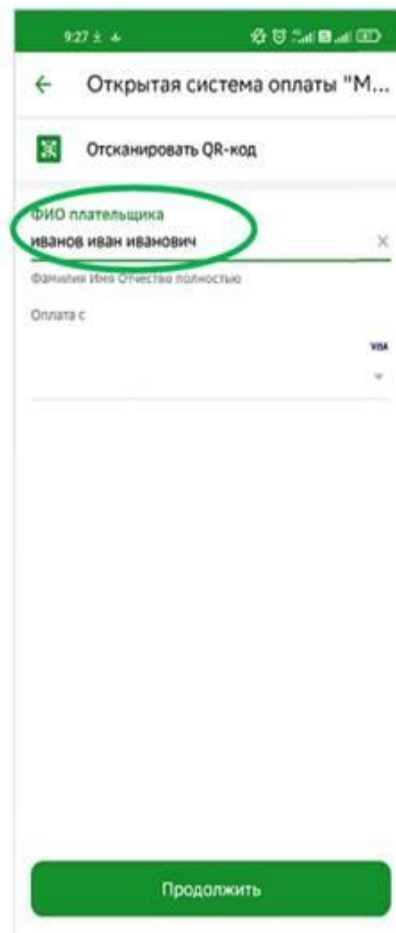 9:27
Открытая система оплаты "М...
Отсканировать QR-код
ФИО плательщика
иванов иван иванович
Фамилия Имя Отчество полностью
Оплата с
VISA
Продолжить